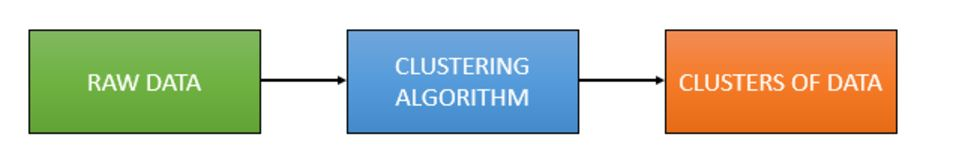 RAW DATA
CLUSTERING
ALGORITHM
CLUSTERS OF DATA